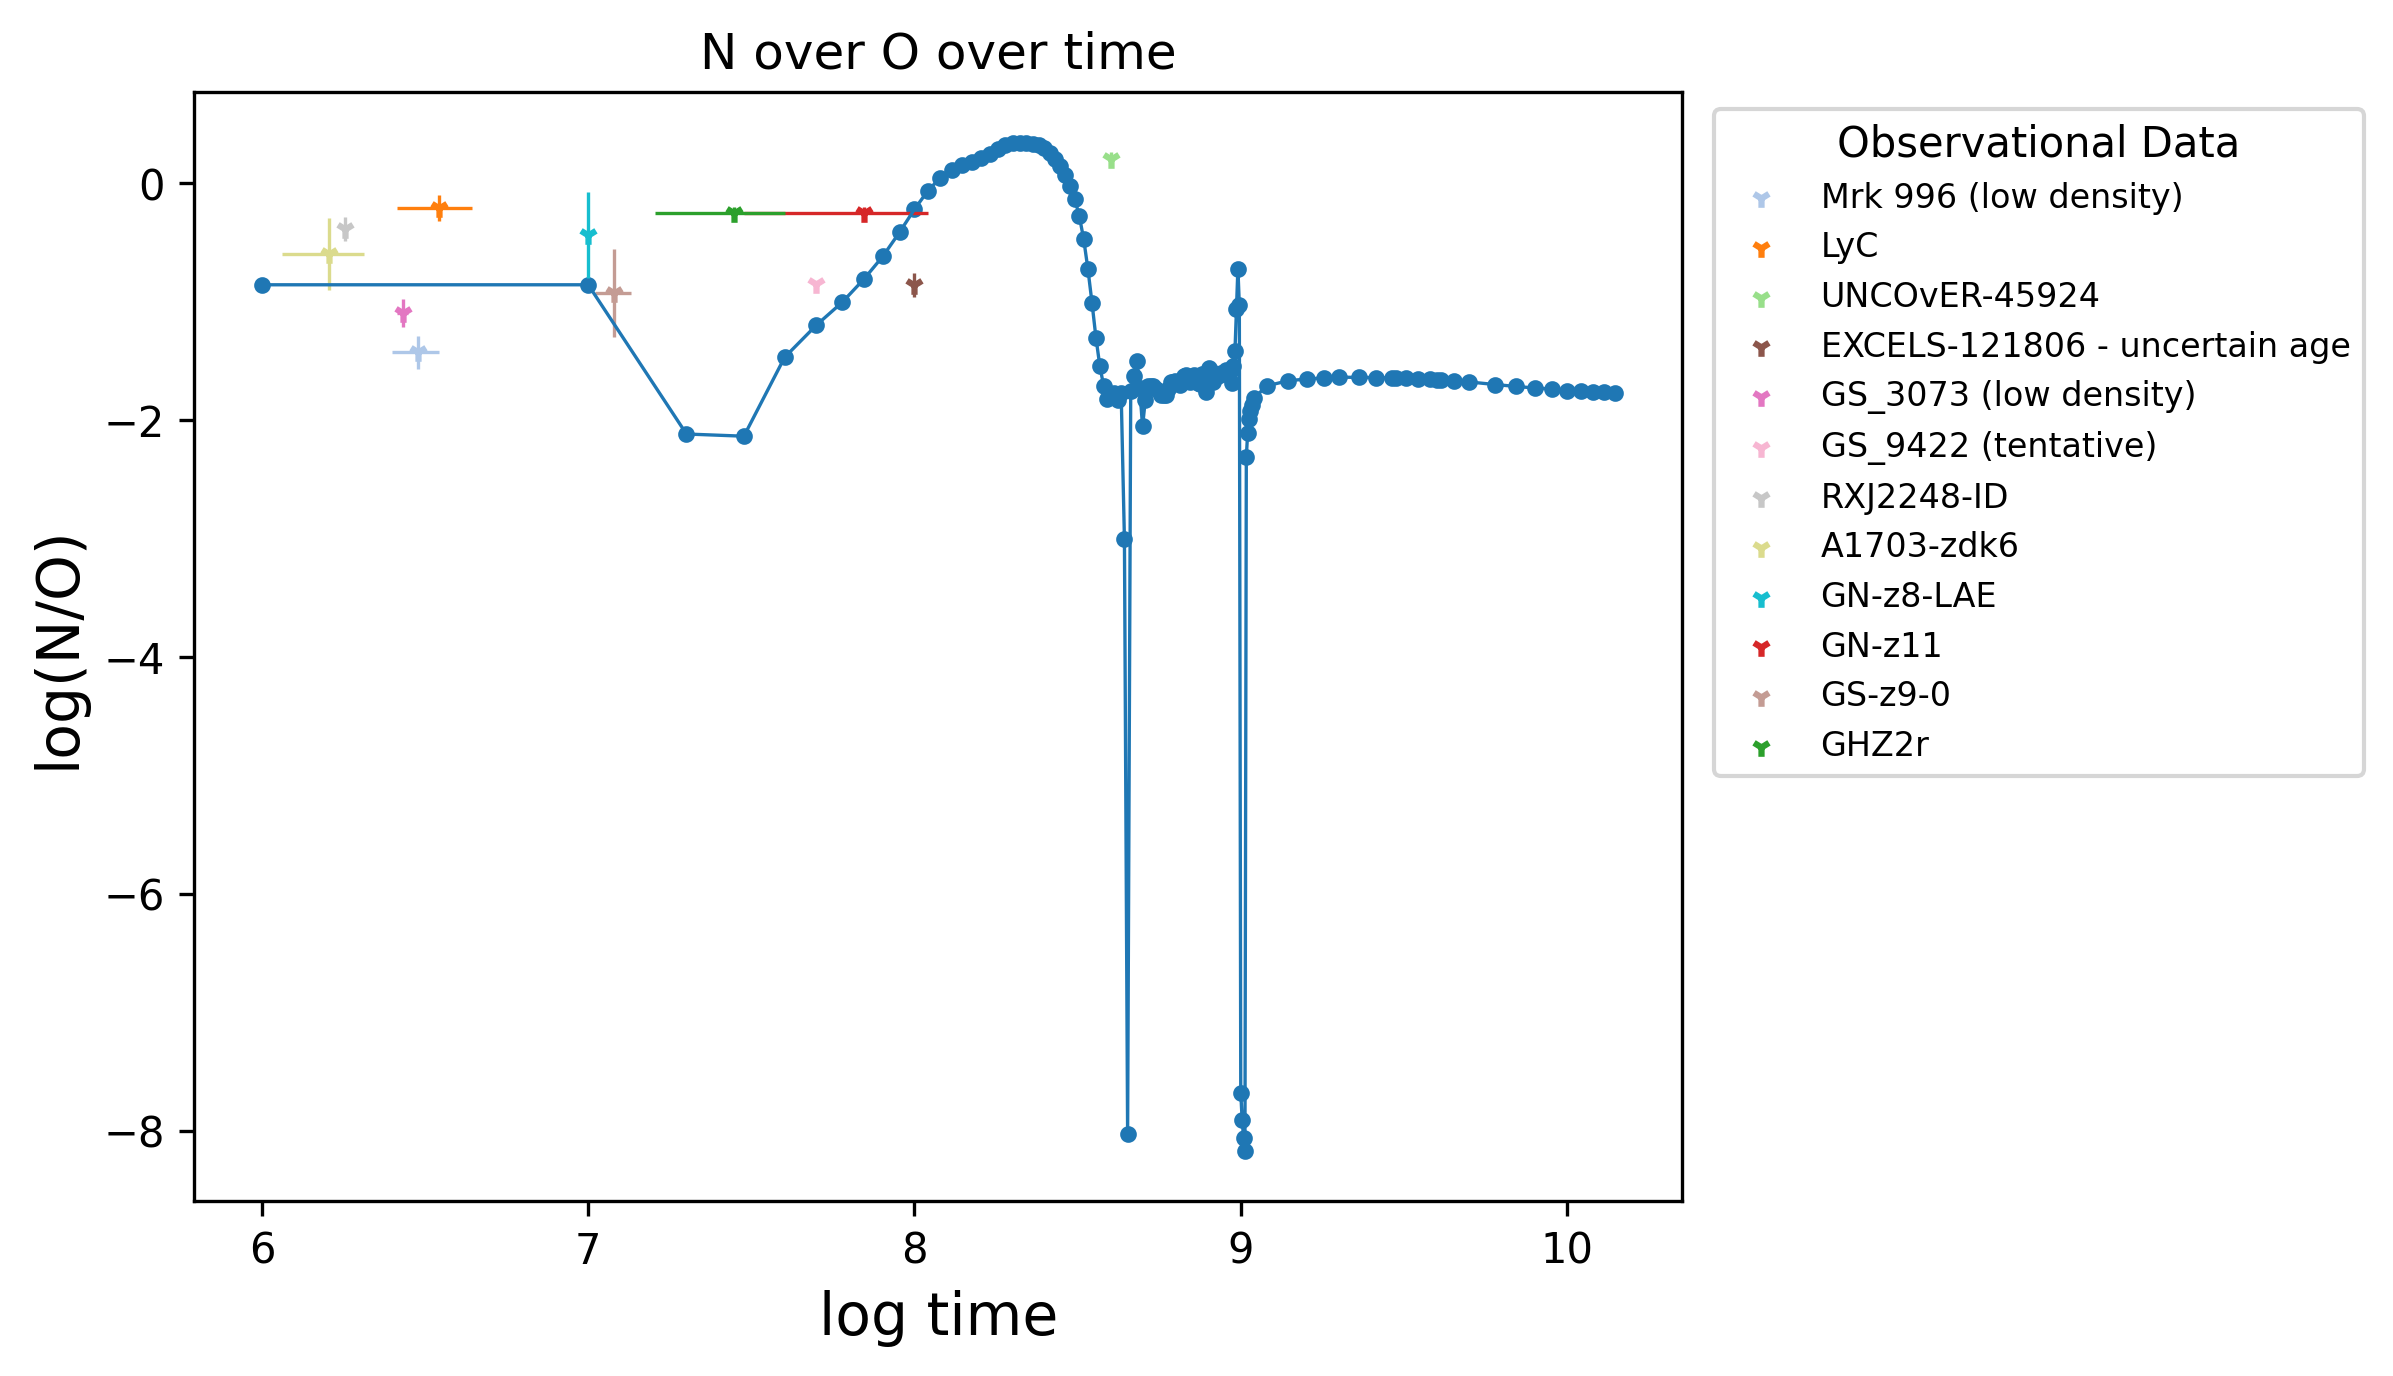 N over O over time
0
−2
−4
−6
−8
log(N/O)
6
7
8
9
10
log time
Observational Data
Mrk 996 (low density)
LyC
UNCOvER-45924
EXCELS-121806 - uncertain age
GS_3073 (low density)
GS_9422 (tentative)
RXJ2248-ID
A1703-zdk6
GN-z8-LAE
GN-z11
GS-z9-0
GHZ2r